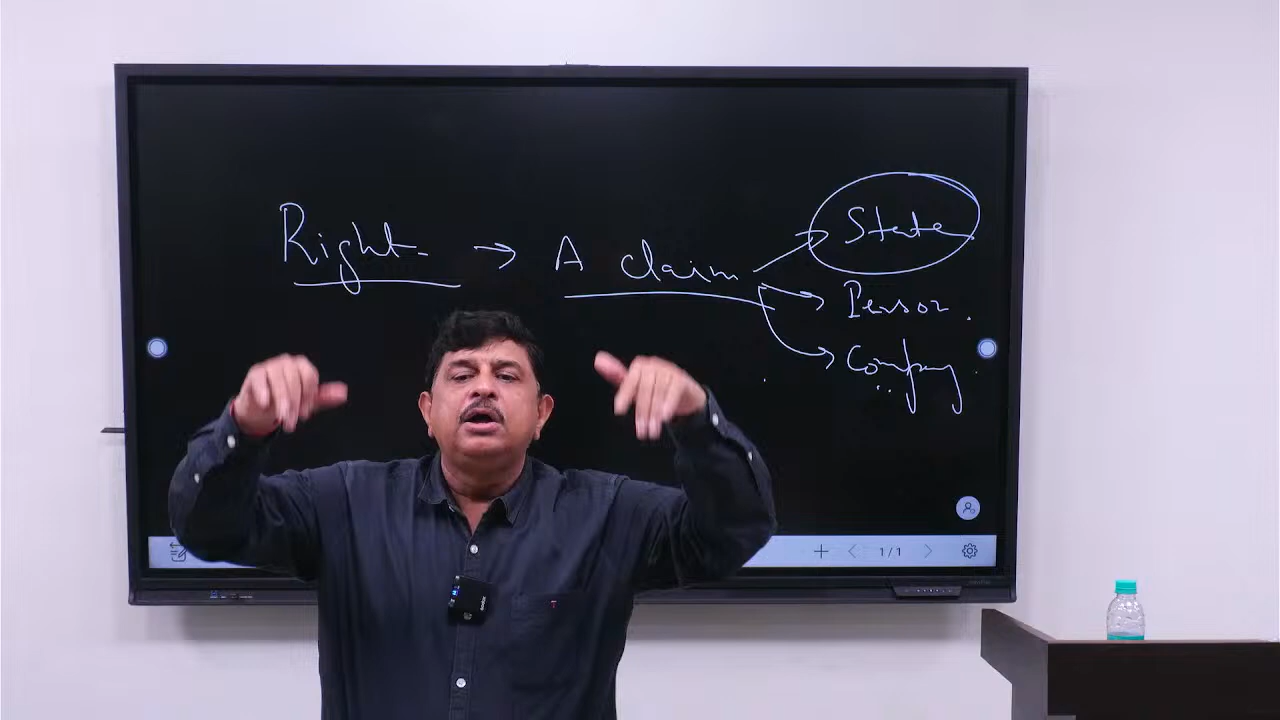 Right → A claim
State
Person.
Company
1/1